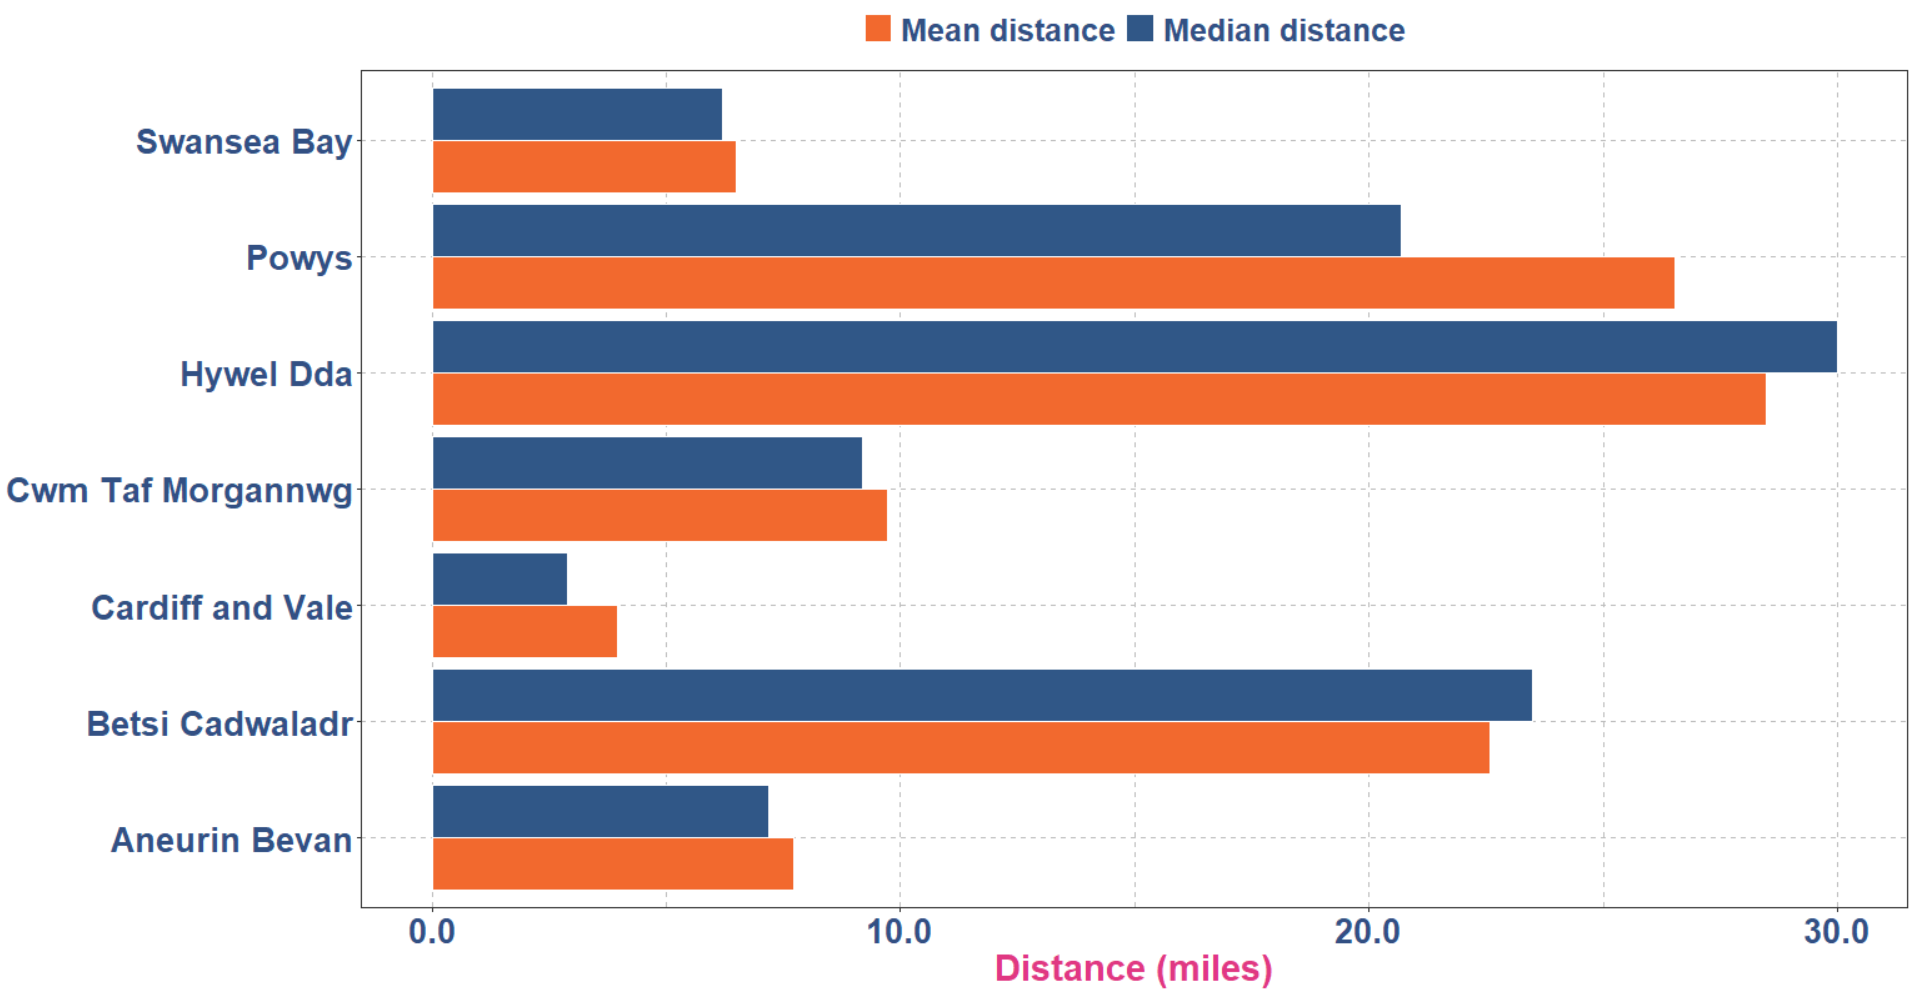 Mean distance Median distance
Swansea Bay
Powys
Hywel Dda
Cwm Taf Morgannwg
Cardiff and Vale
Betsi Cadwaladr
Aneurin Bevan
0.0 10.0 20.0 30.0
Distance (miles)